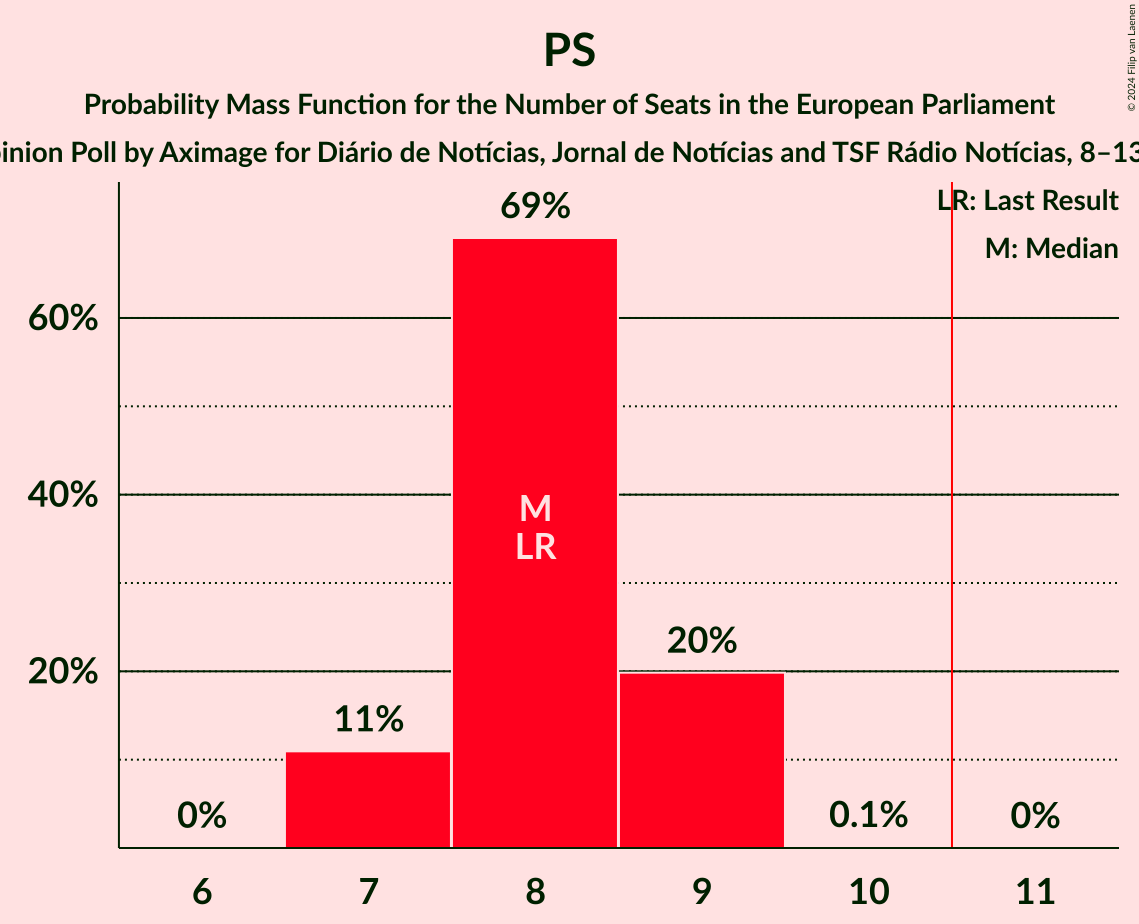 PS
Probability Mass Function for the Number of Seats in the European Parliament
inion Poll by Aximage for Diário de Notícias, Jornal de Notícias and TSF Rádio Notícias, 8–13
© 2024 Filip van Laenen
LR: Last Result
M: Median
69%
60%
40%
20%
M
LR
20%
11%
0%
0.1%
0%
6 7 8 9 10 11